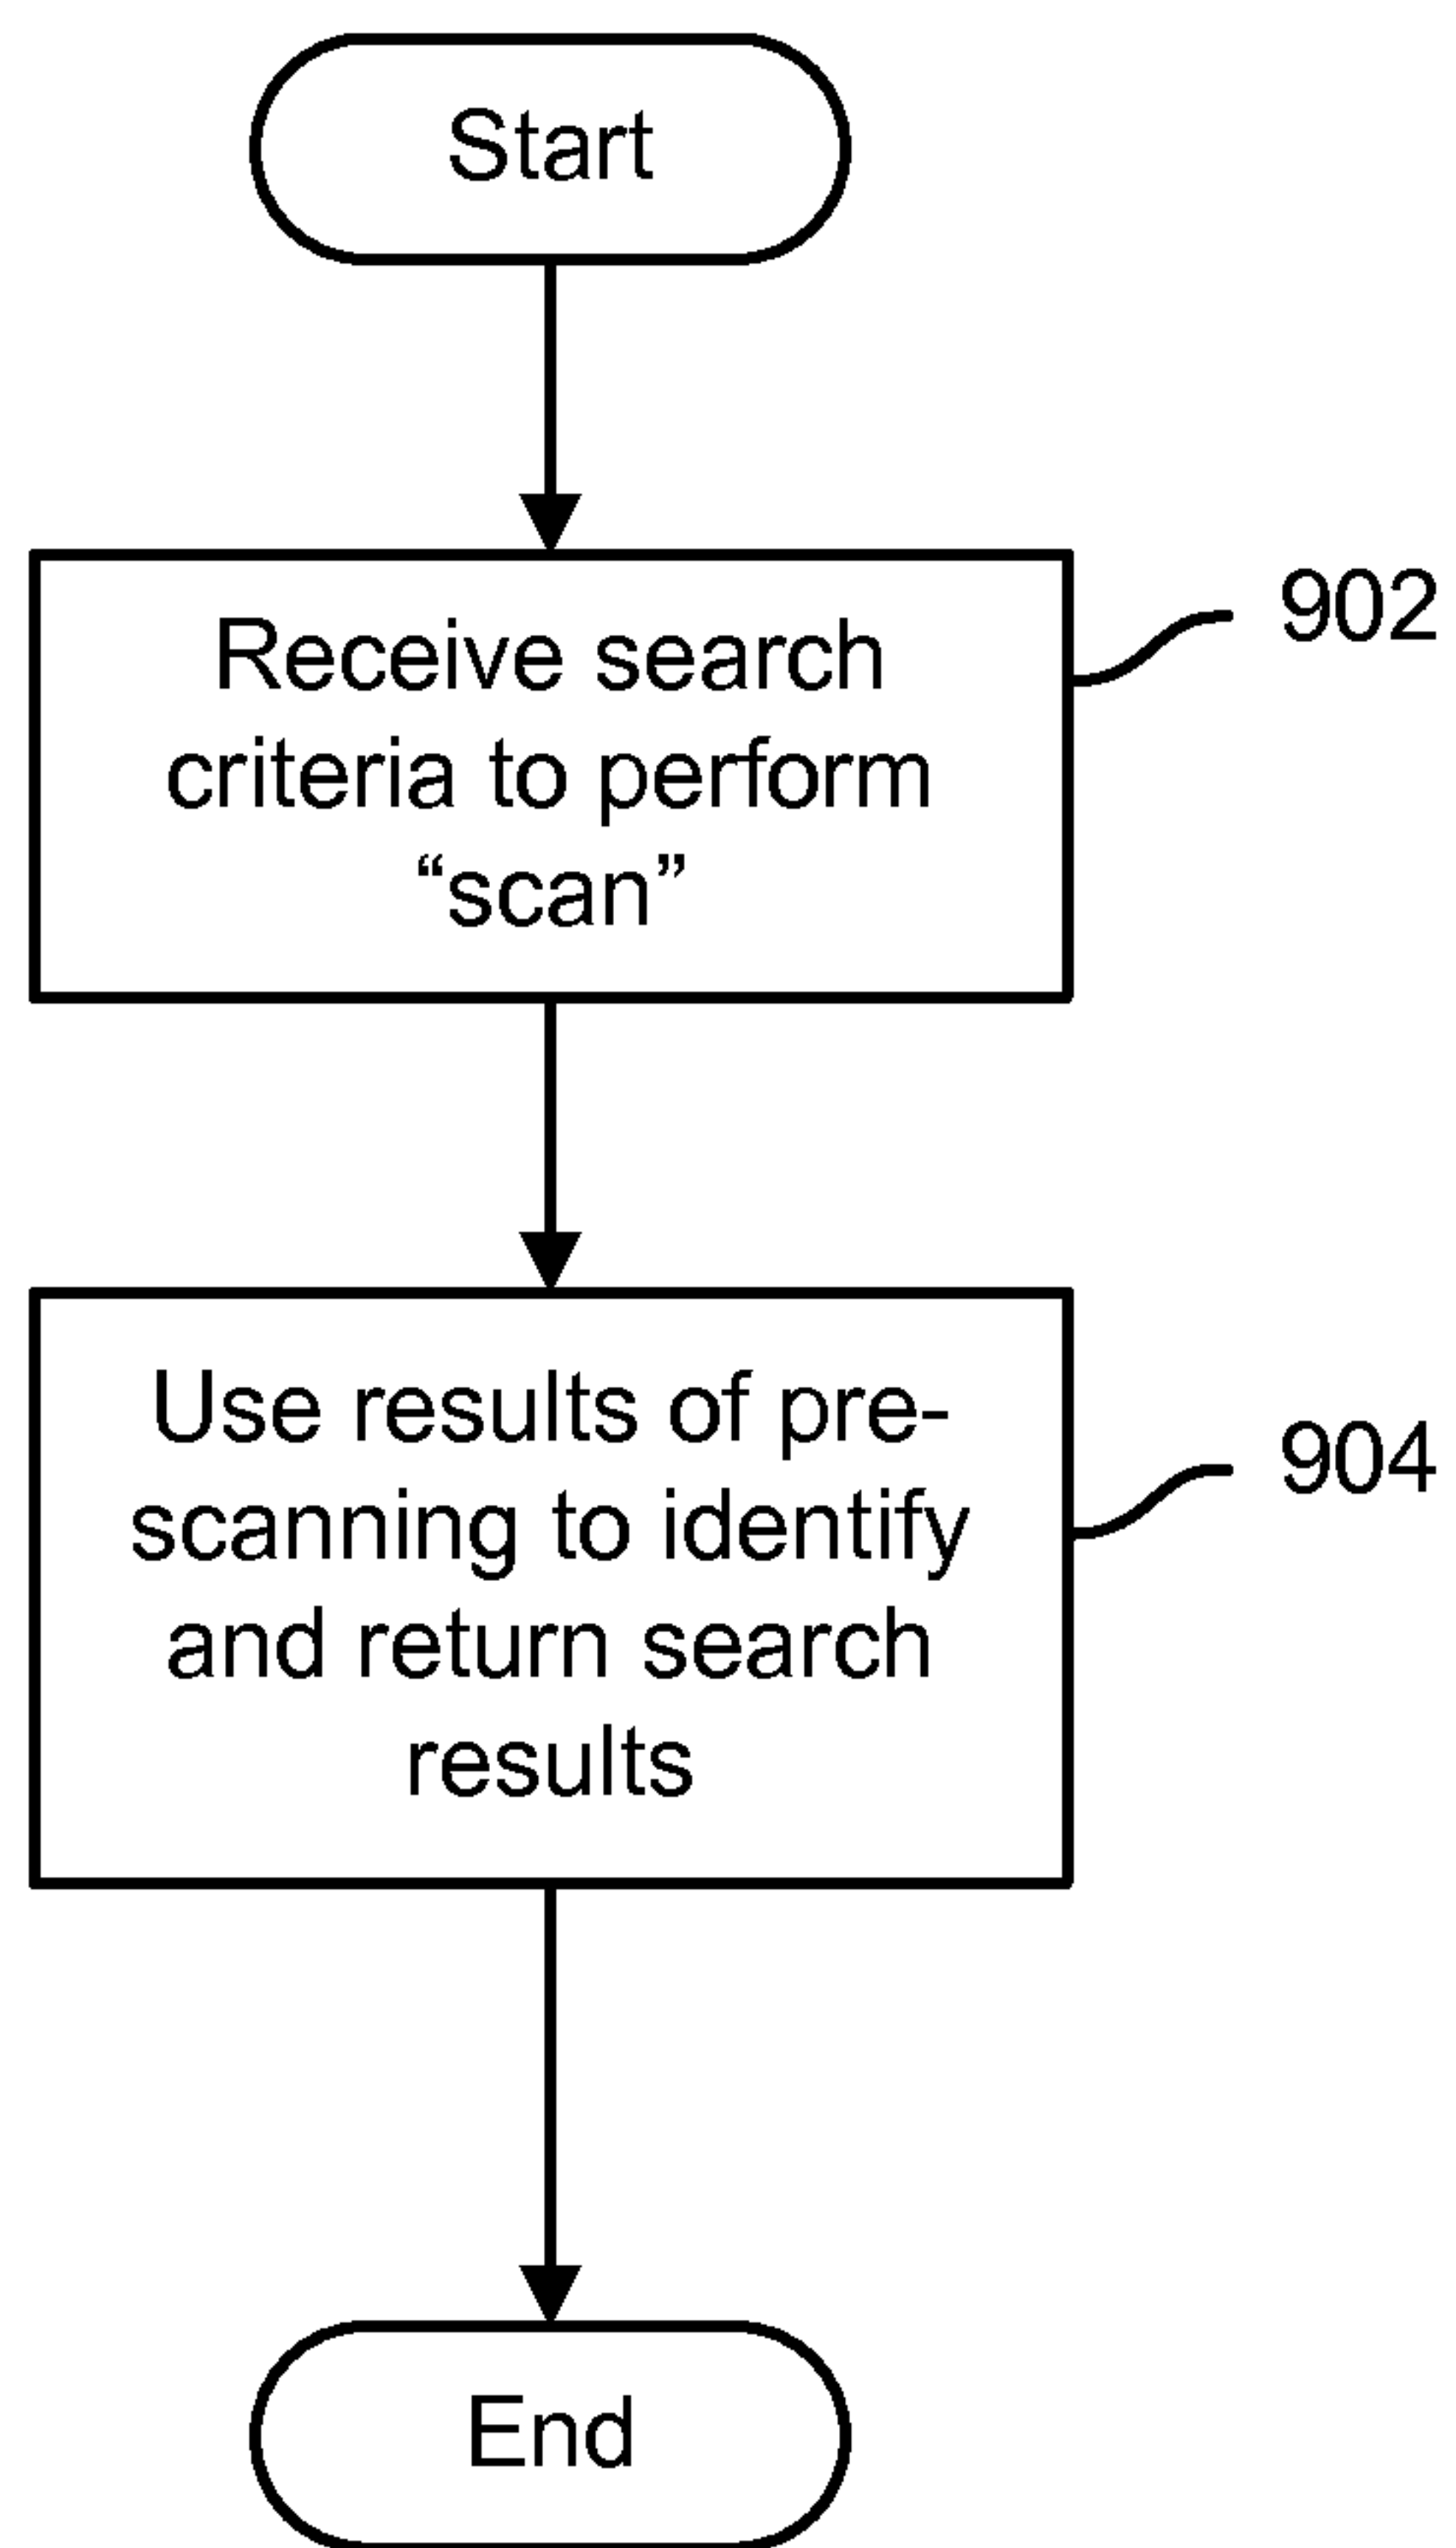 Start
Receive search
criteria to perform
“scan”
902
Use results of pre-
scanning to identify
and return search
results
904
End